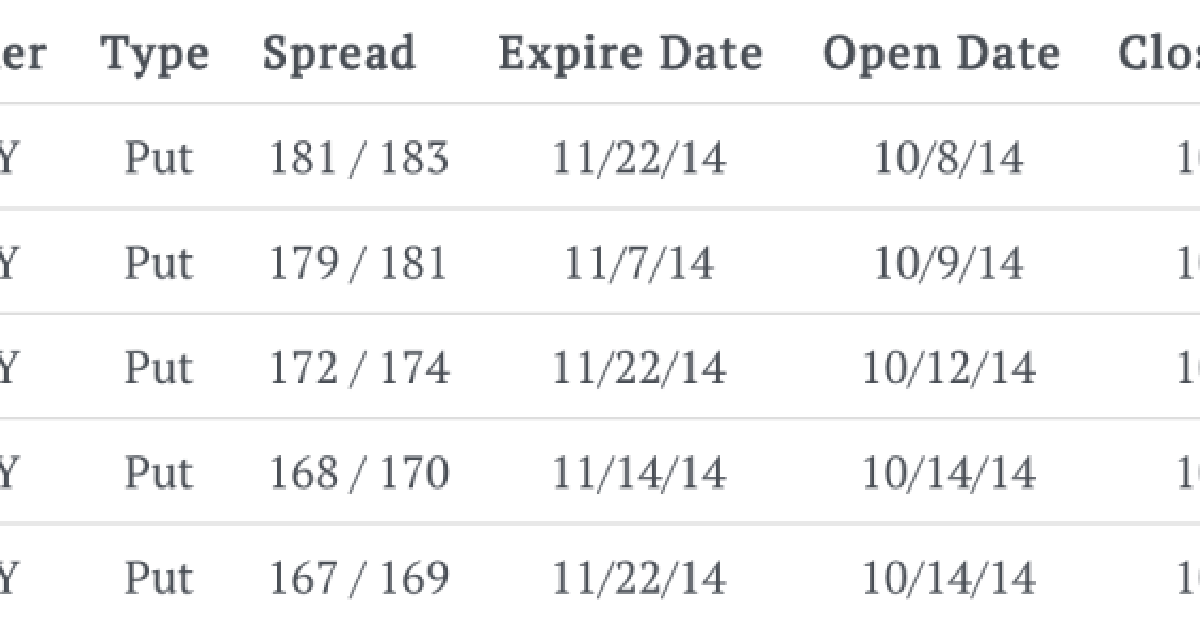 er Type Spread Expire Date Open Date Clos
Y Put 181 / 183 11/22/14 10/8/14 1
Y Put 179 / 181 11/7/14 10/9/14 1
Y Put 172 / 174 11/22/14 10/12/14 1
Y Put 168 / 170 11/14/14 10/14/14 1
Y Put 167 / 169 11/22/14 10/14/14 1